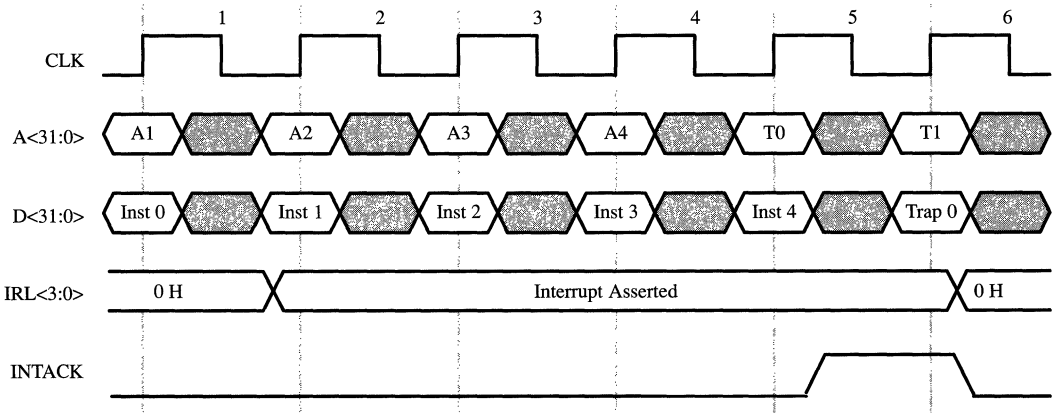 1 2 3 4 5 6
CLK
A<31:0> A1 A2 A3 A4 T0 T1
D<31:0> Inst 0 Inst 1 Inst 2 Inst 3 Inst 4 Trap 0
IRL<3:0> 0 H Interrupt Asserted 0 H
INTACK